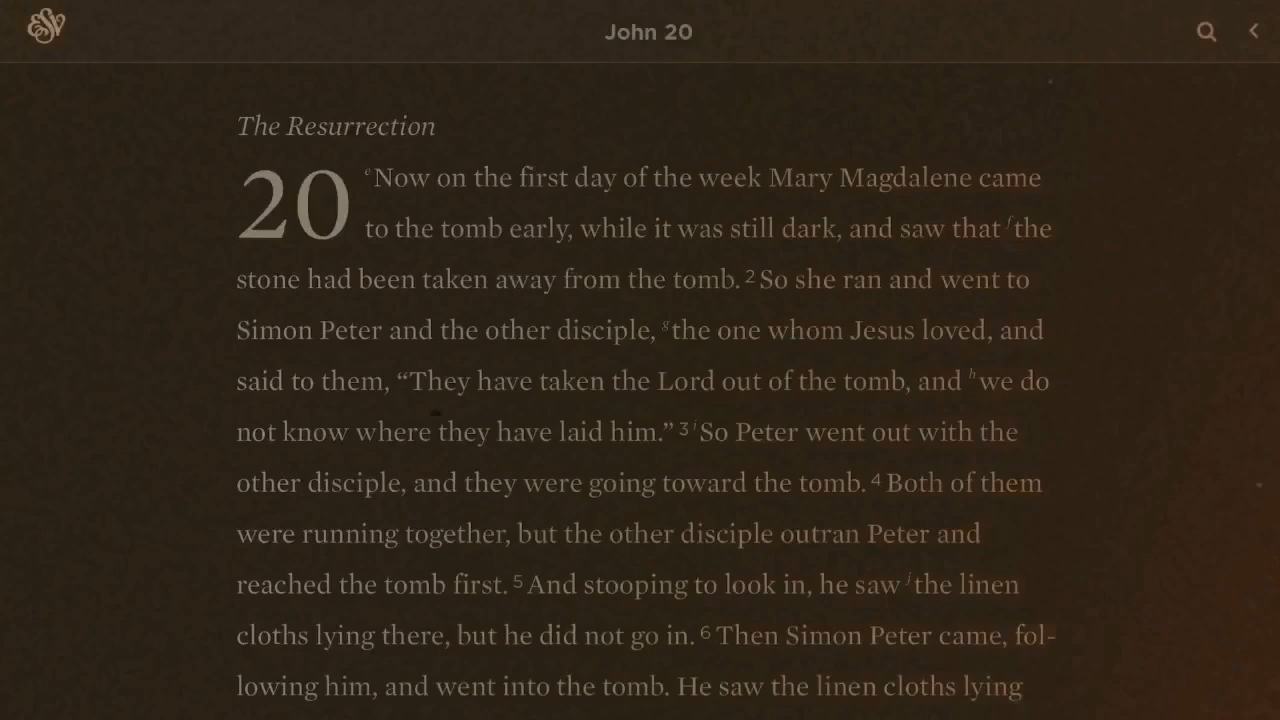 ESV
John 20
The Resurrection
20 e Now on the first day of the week Mary Magdalene came
to the tomb early, while it was still dark, and saw that f the
stone had been taken away from the tomb. 2 So she ran and went to
Simon Peter and the other disciple, g the one whom Jesus loved, and
said to them, “They have taken the Lord out of the tomb, and h we do
not know where they have laid him.” 3 i So Peter went out with the
other disciple, and they were going toward the tomb. 4 Both of them
were running together, but the other disciple outran Peter and
reached the tomb first. 5 And stooping to look in, he saw j the linen
cloths lying there, but he did not go in. 6 Then Simon Peter came, fol-
lowing him, and went into the tomb. He saw the linen cloths lying